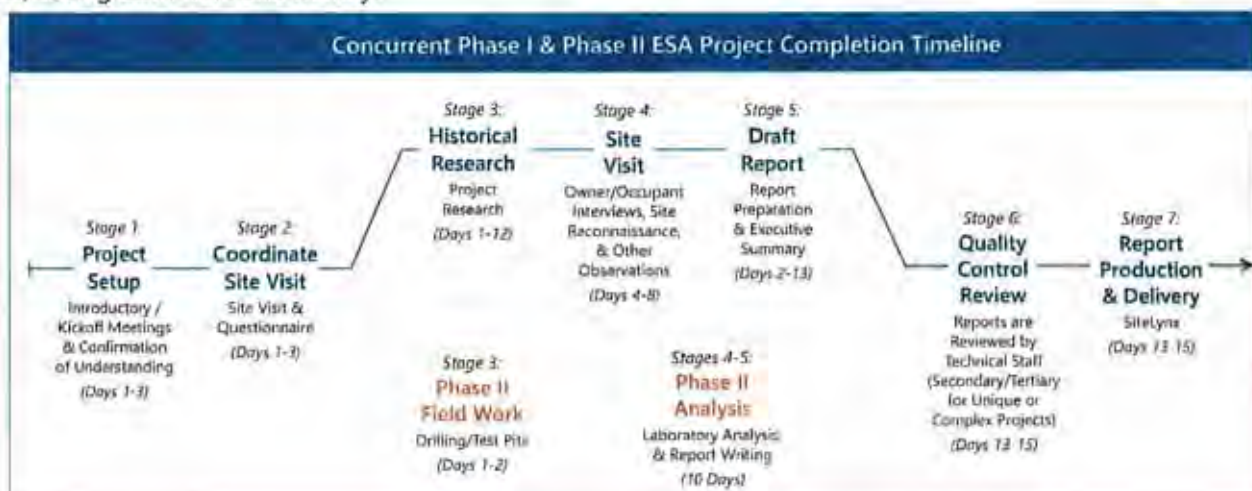 Concurrent Phase I & Phase II ESA Project Completion Timeline
Stage 1:
Project
Setup
Introductory /
Kickoff Meetings
& Confirmation
of Understanding
(Days 1-3)
Stage 2:
Coordinate
Site Visit
Site Visit &
Questionnaire
(Days 1-3)
Stage 3:
Historical
Research
Project
Research
(Days 1-12)
Stage 4:
Site
Visit
Owner/Occupant
Interviews, Site
Reconnaissance,
& Other
Observations
(Days 4-8)
Stage 5:
Draft
Report
Report
Preparation
& Executive
Summary
(Days 2-13)
Stage 3:
Phase II
Field Work
Drilling/Test Pits
(Days 1-2)
Stages 4-5:
Phase II
Analysis
Laboratory Analysis
& Report Writing
(10 Days)
Stage 6:
Quality
Control
Review
Reports are
Reviewed by
Technical Staff
(Secondary/Tertiary
for Unique or
Complex Projects)
(Days 13-15)
Stage 7:
Report
Production
& Delivery
SiteLynx
(Days 13-15)